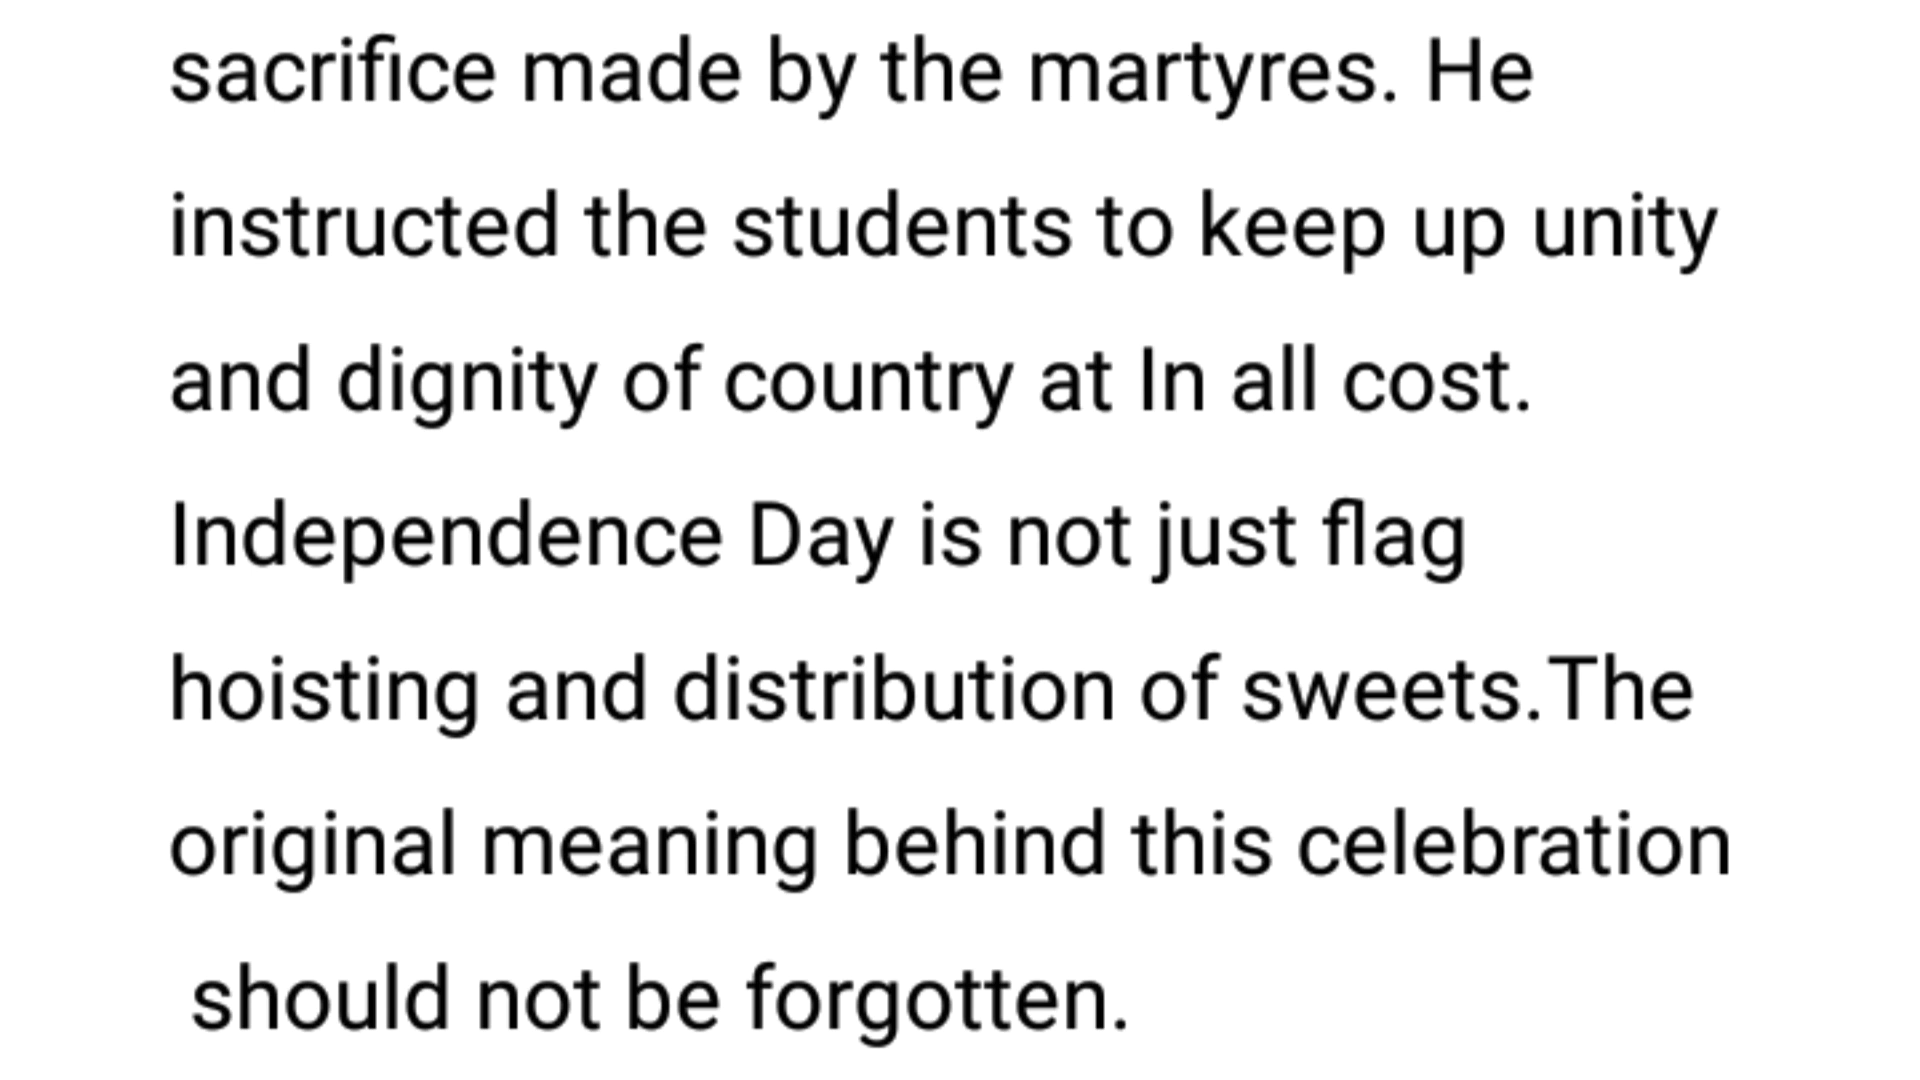 sacrifice made by the martyres. He
instructed the students to keep up unity
and dignity of country at In all cost.
Independence Day is not just flag
hoisting and distribution of sweets.The
original meaning behind this celebration
should not be forgotten.